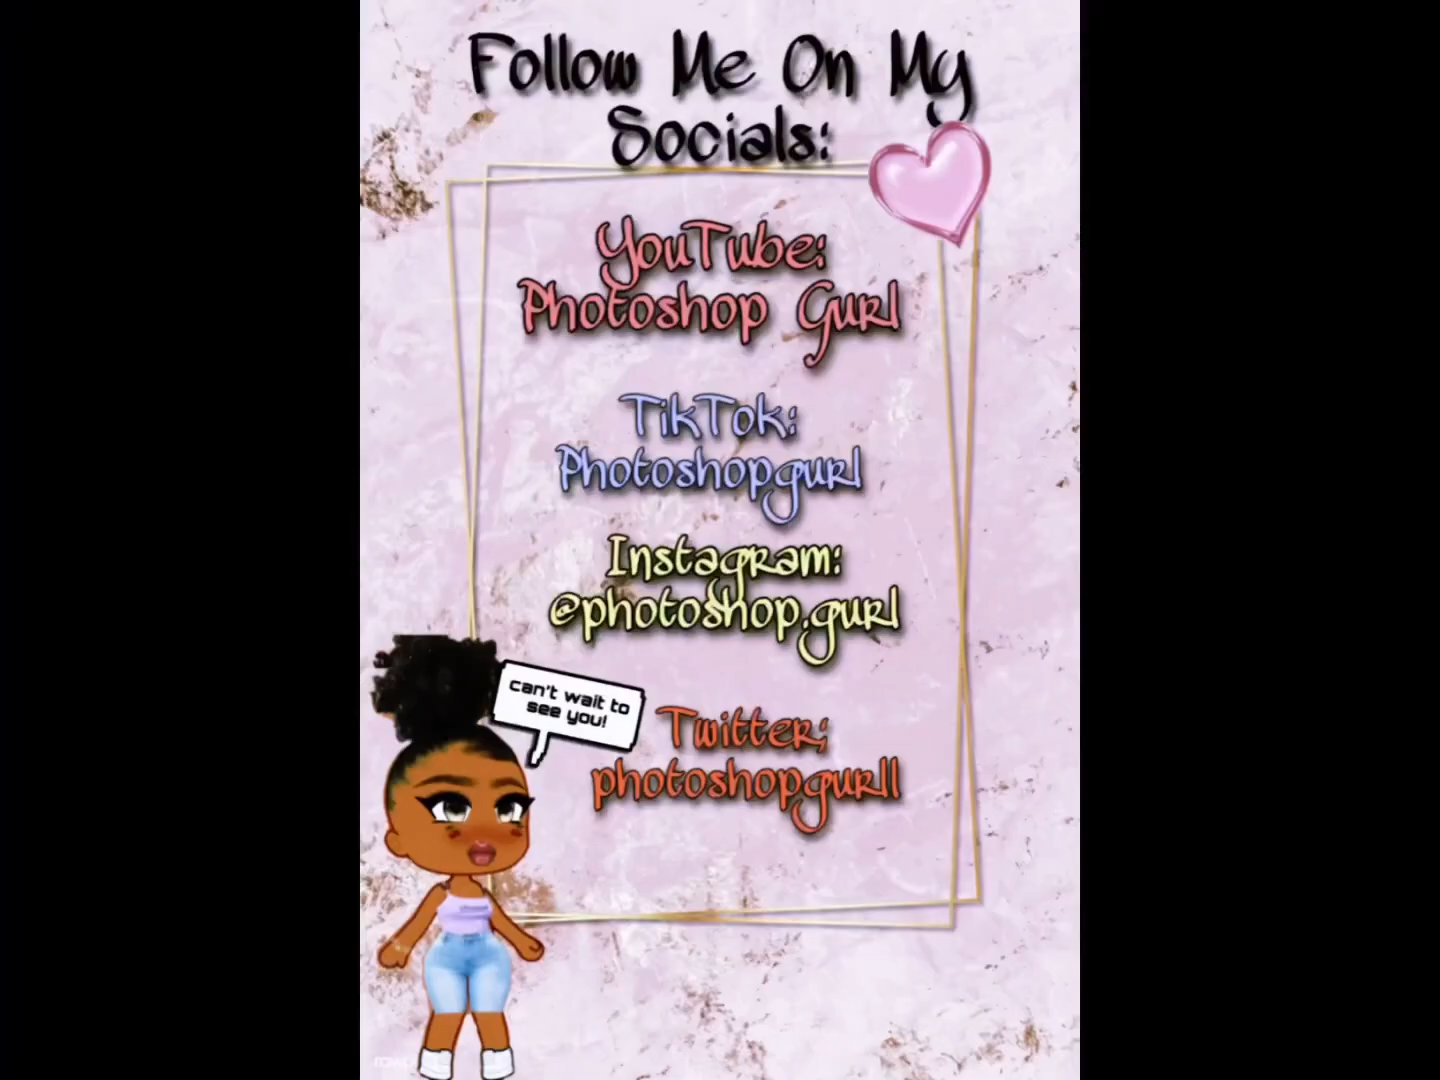 Follow Me On My
Socials:
YouTube:
Photoshop Gurl
TikTok:
Photoshopgurl
Instagram:
@photoshop.gurl
can't wait to
see you!
Twitter;
photoshopgurll